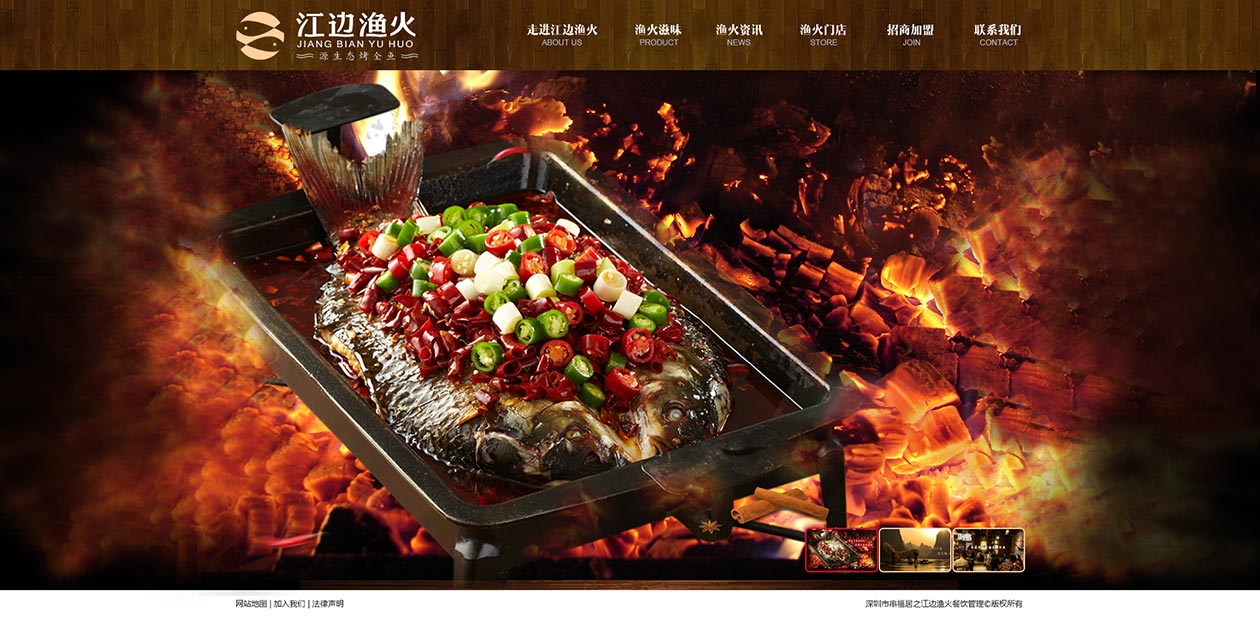 江边渔火
JIANG BIAN YU HUO
源生态烤全鱼
走进江边渔火 渔火滋味 渔火资讯 渔火门店 招商加盟 联系我们
ABOUT US PRODUCT NEWS STORE JOIN CONTACT
网站地图 | 加入我们 | 法律声明
深圳市串福居之江边渔火餐饮管理©版权所有